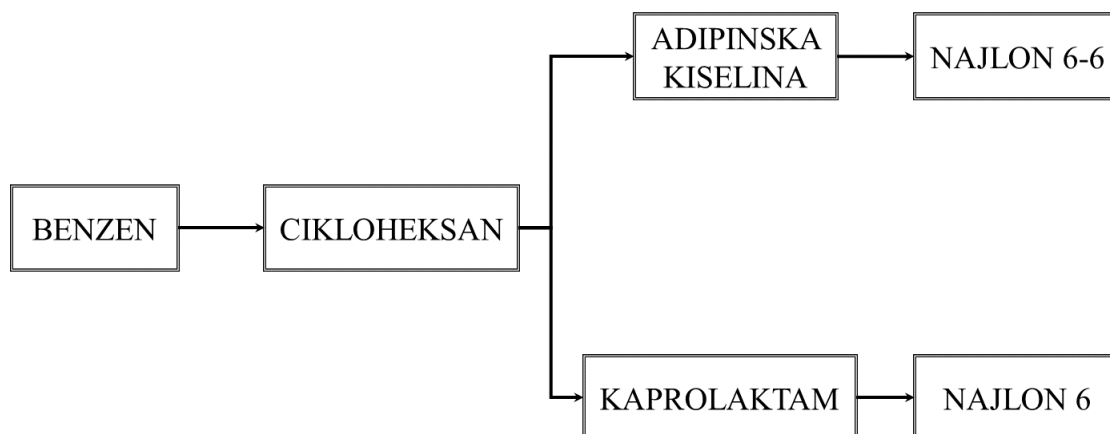 BENZEN
CIKLOHEKSAN
ADIPINSKA
KISELINA
NAJLON 6-6
KAPROLAKTAM
NAJLON 6